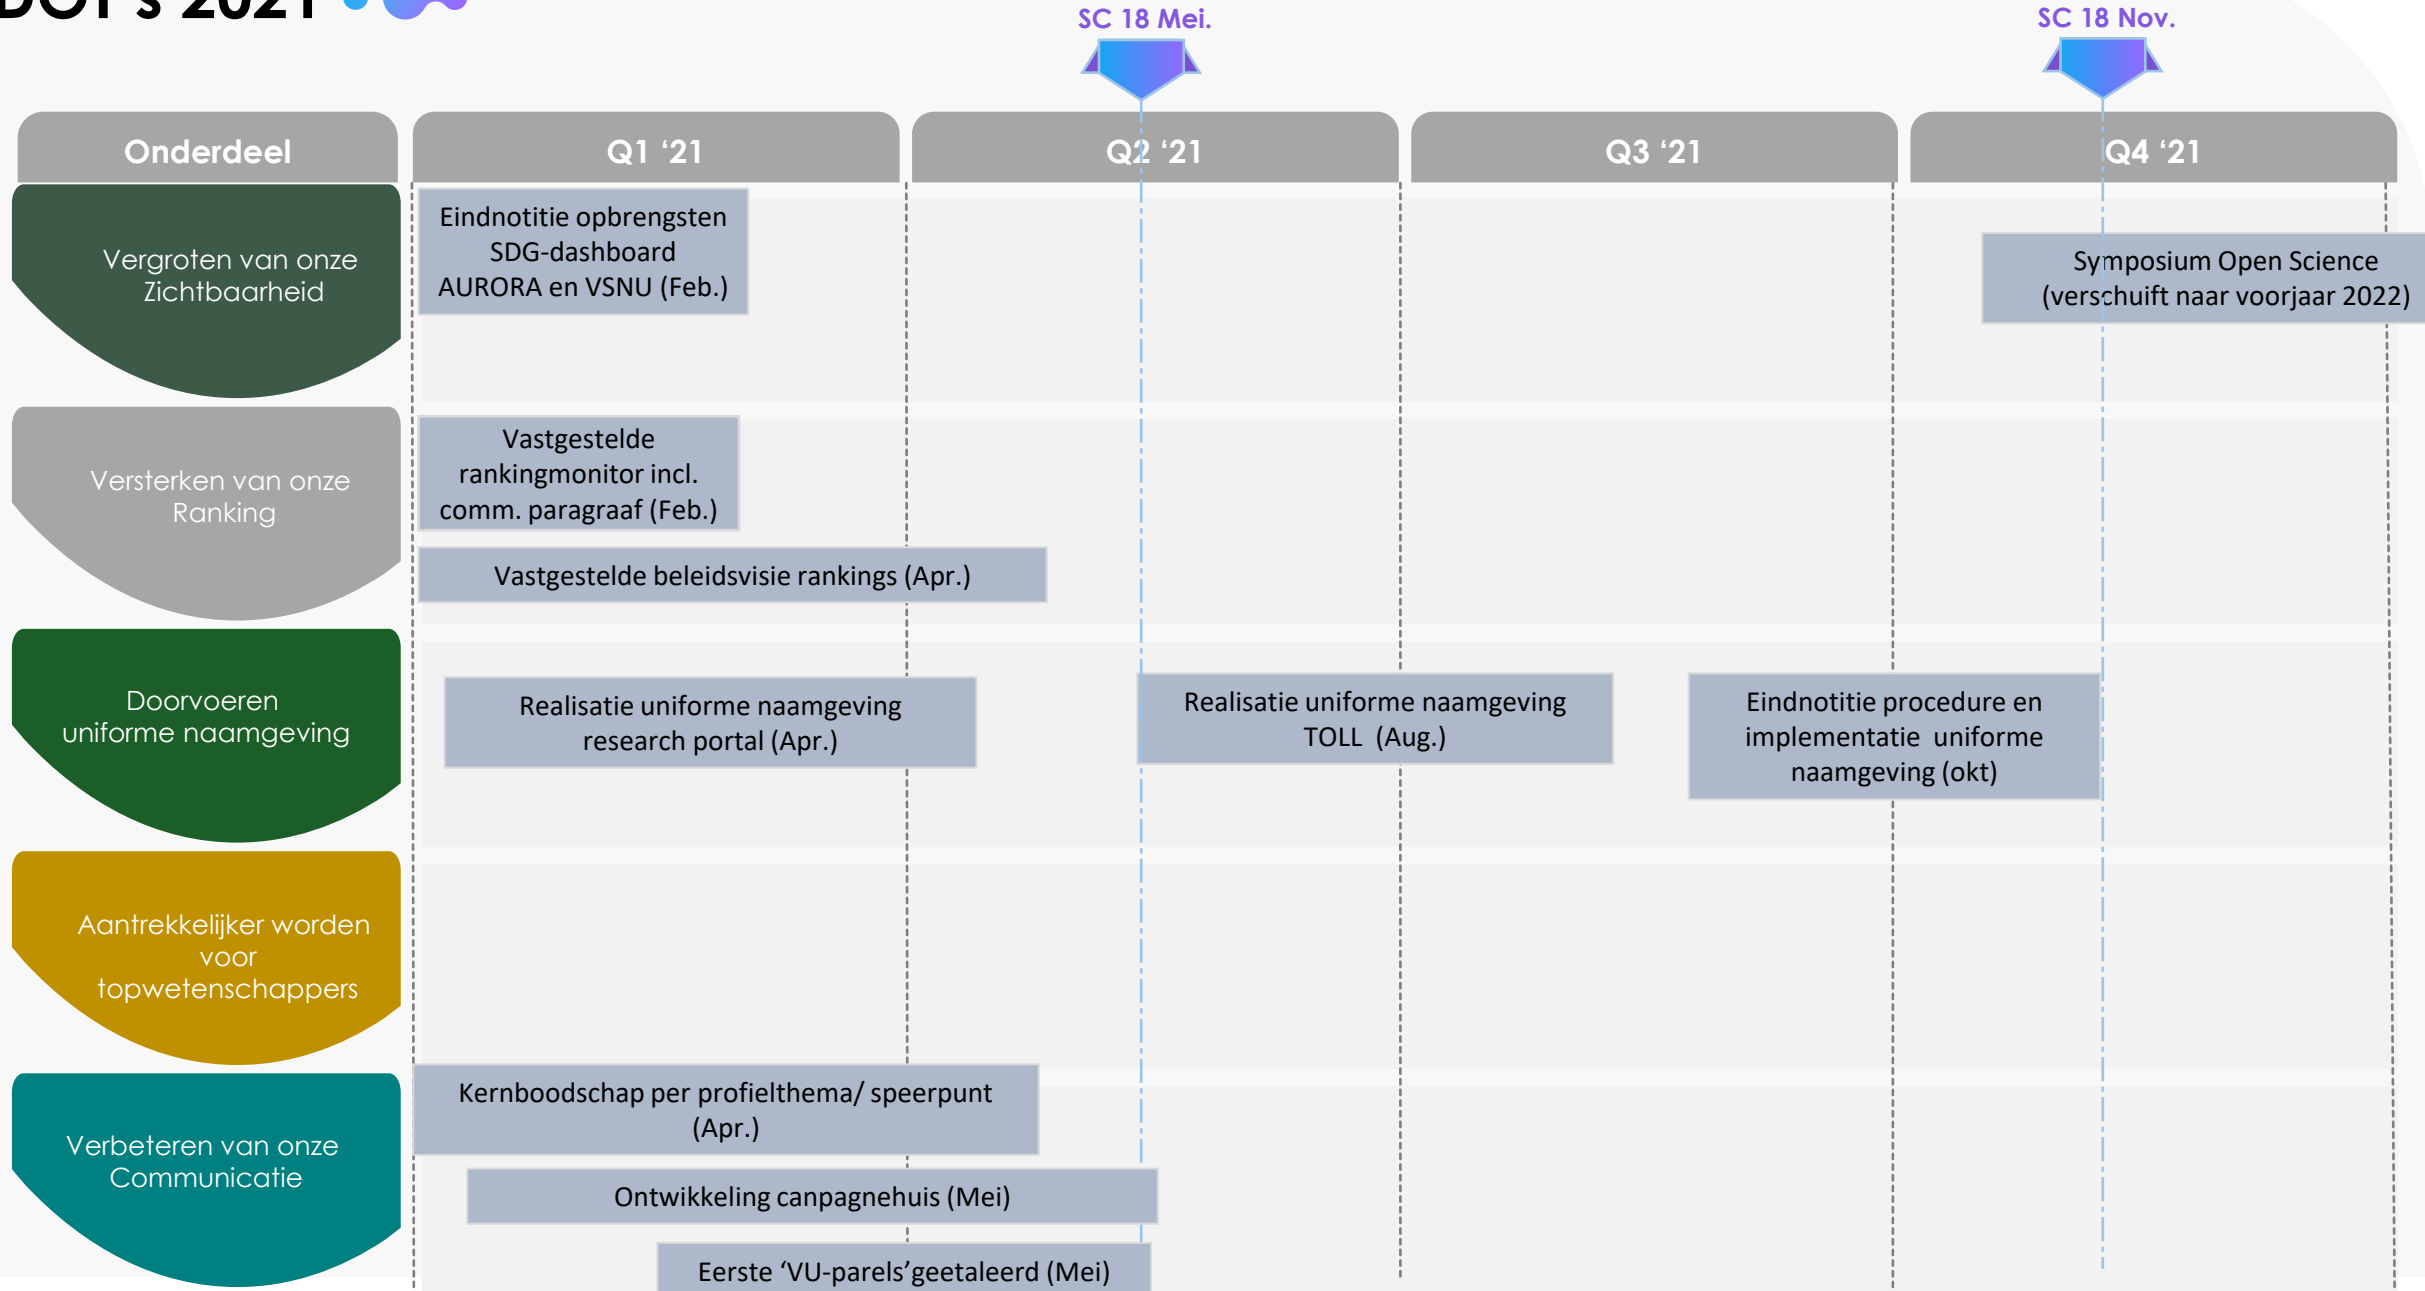 DOT's 2021
SC 18 Mei.
SC 18 Nov.
Onderdeel
Q1 ‘21
Q2 ‘21
Q3 ‘21
Q4 ‘21
Vergroten van onze
Zichtbaarheid
Eindnotitie opbrengsten
SDG-dashboard
AURORA en VSNU (Feb.)
Symposium Open Science
(verschuift naar voorjaar 2022)
Versterken van onze
Ranking
Vastgestelde
rankingmonitor incl.
comm. paragraaf (Feb.)
Vastgestelde beleidsvisie rankings (Apr.)
Doorvoeren
uniforme naamgeving
Realisatie uniforme naamgeving
research portal (Apr.)
Realisatie uniforme naamgeving
TOLL (Aug.)
Eindnotitie procedure en
implementatie uniforme
naamgeving (okt)
Aantrekkelijker worden
voor
topwetenschappers
Verbeteren van onze
Communicatie
Kernboodschap per profielthema/ speerpunt
(Apr.)
Ontwikkeling canpagnehuis (Mei)
Eerste ‘VU-parels’geetaleerd (Mei)